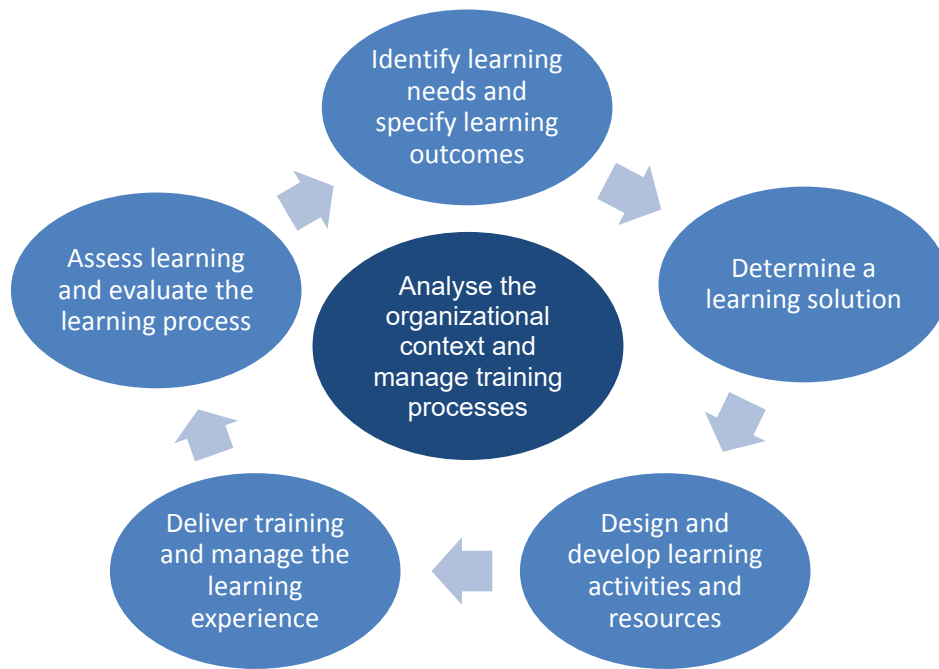 Identify learning
needs and
specify learning
outcomes
Determine a
learning solution
Design and
develop learning
activities and
resources
Deliver training
and manage the
learning
experience
Assess learning
and evaluate the
learning process
Analyse the
organizational
context and
manage training
processes